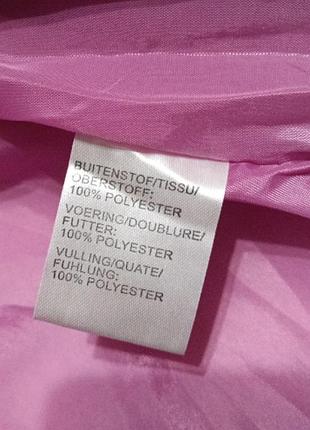 BUITENSTOF/TISSU/
OBERSTOFF:
100% POLYESTER
VOERING/DOUBLURE/
FUTTER:
100% POLYESTER
VULLING/QUATE/
FUHLUNG:
100% POLYESTER